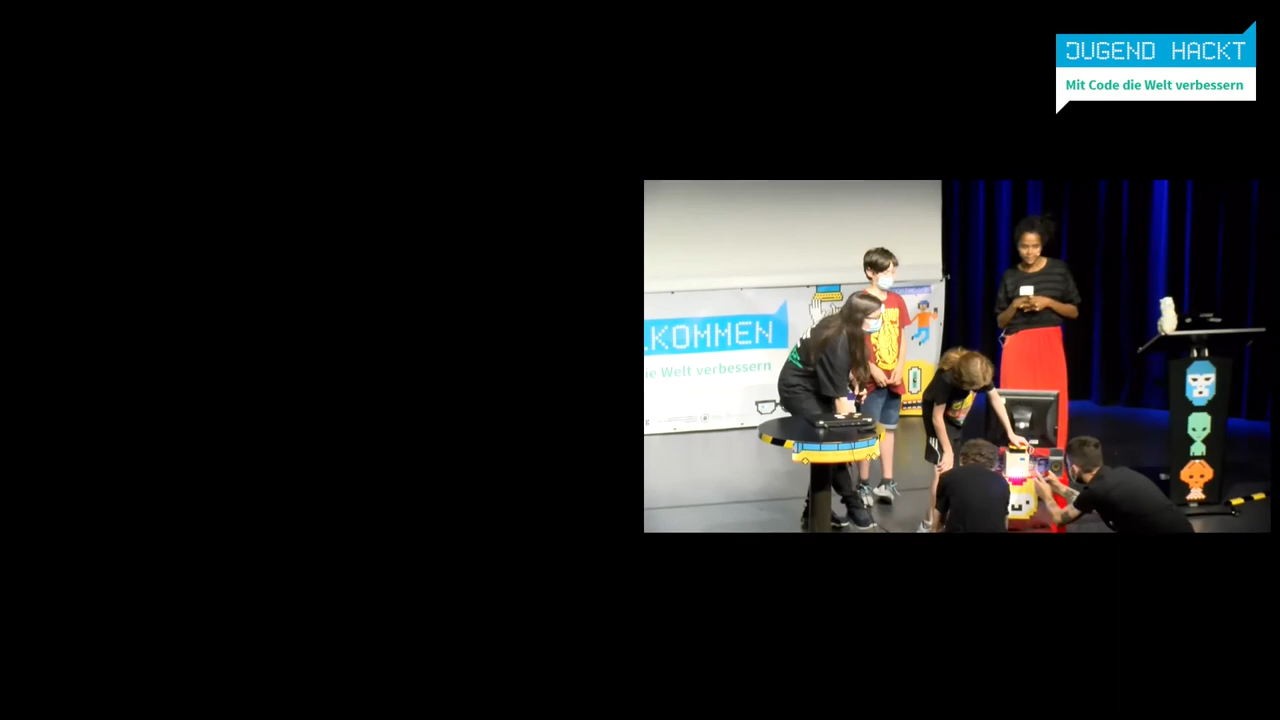 JUGEND HACKT
Mit Code die Welt verbessern
KOMMEN
ie Welt verbessern